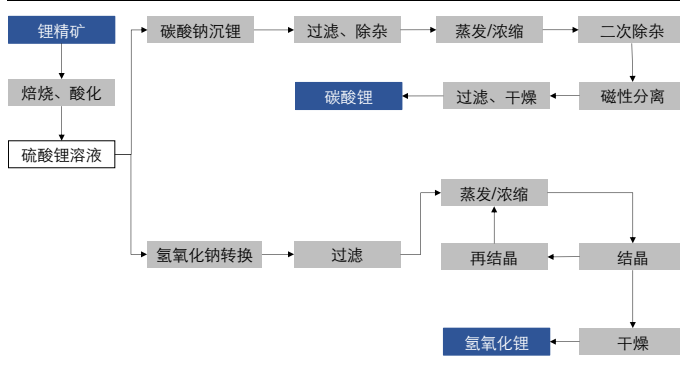 锂精矿
碳酸钠沉锂
过滤、除杂
蒸发/浓缩
二次除杂
焙烧、酸化
碳酸锂
过滤、干燥
磁性分离
硫酸锂溶液
蒸发/浓缩
氢氧化钠转换
过滤
再结晶
结晶
氢氧化锂
干燥